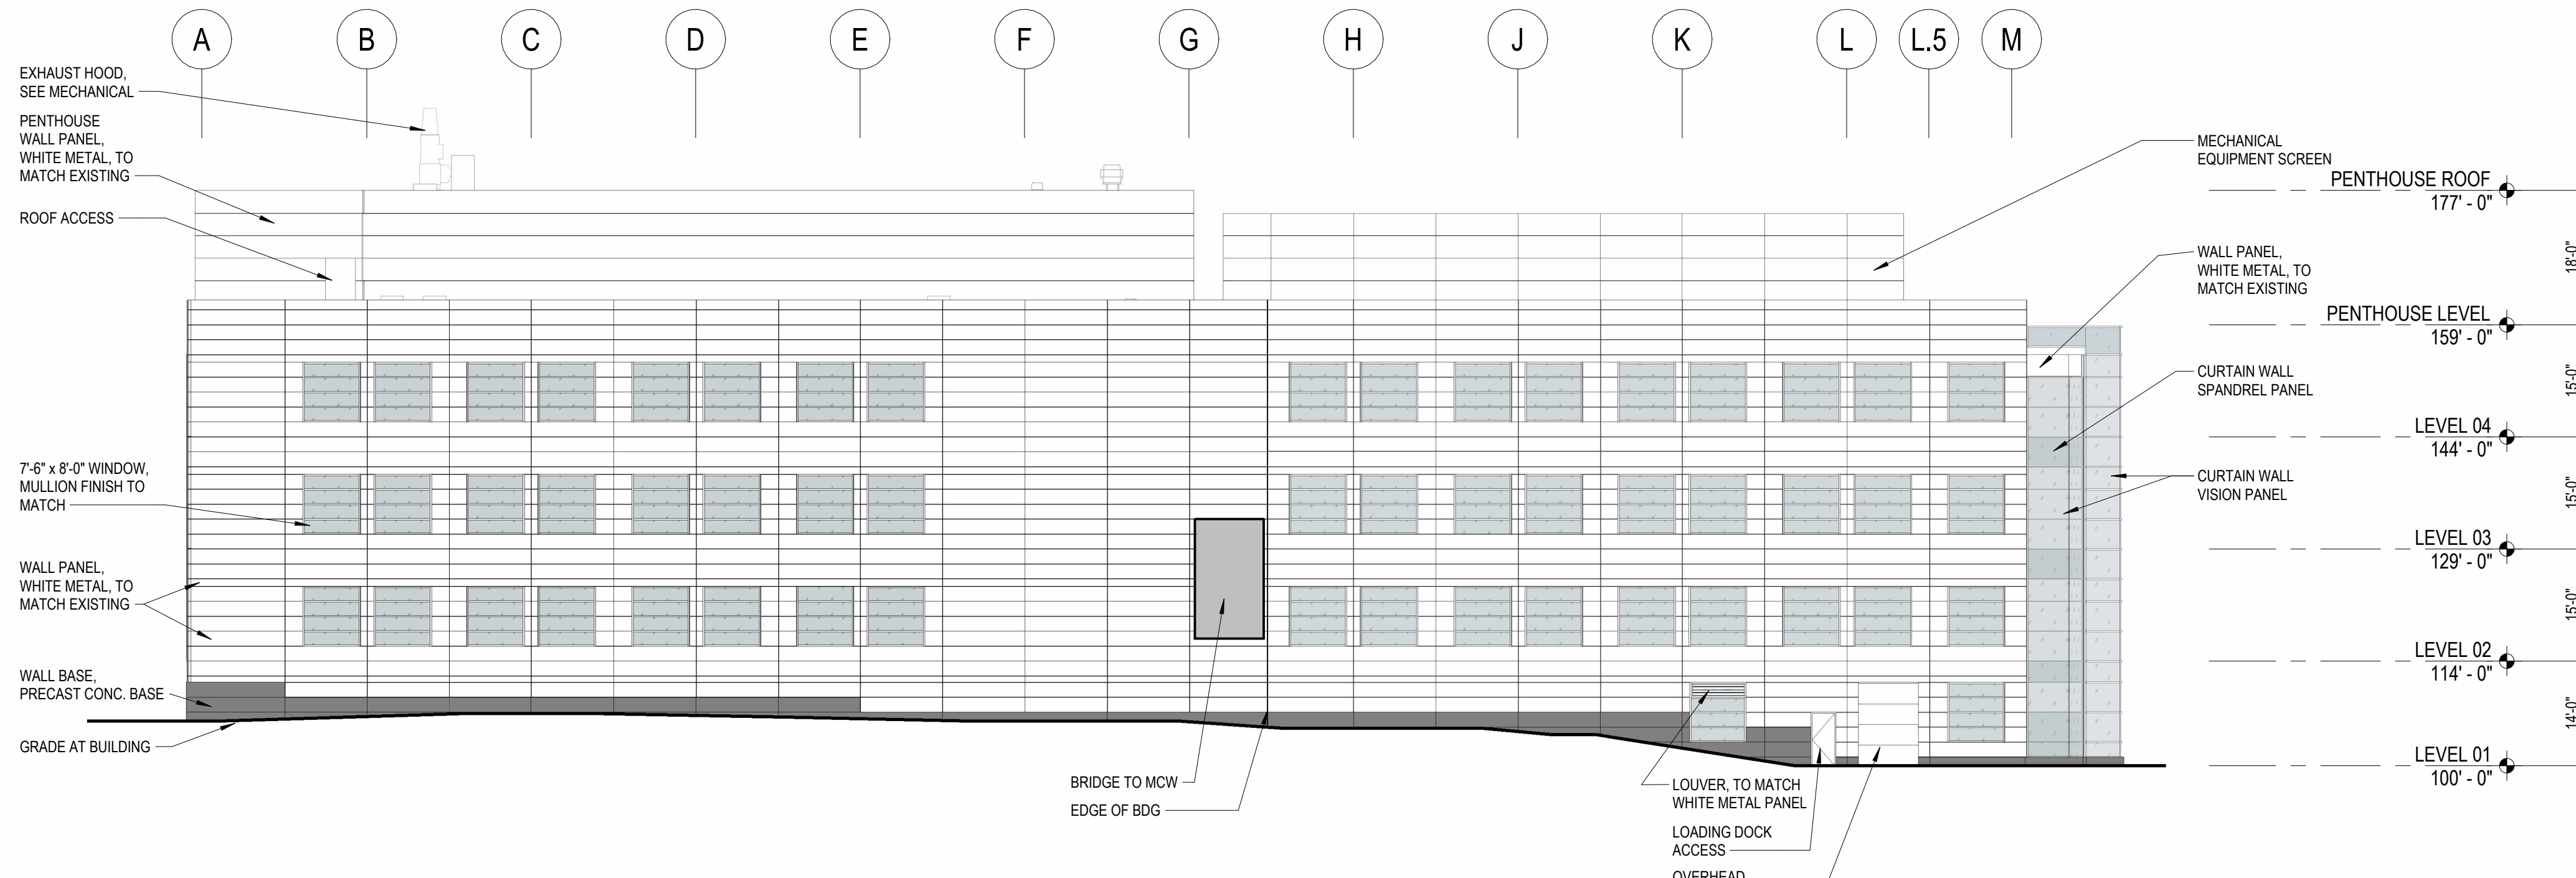 A B C D E F G H J K L L.5 M
EXHAUST HOOD,
SEE MECHANICAL
PENTHOUSE
WALL PANEL,
WHITE METAL, TO
MATCH EXISTING
ROOF ACCESS
7'-6" x 8'-0" WINDOW,
MULLION FINISH TO
MATCH
WALL PANEL,
WHITE METAL, TO
MATCH EXISTING
WALL BASE,
PRECAST CONC. BASE
GRADE AT BUILDING
BRIDGE TO MCW
EDGE OF BDG
LOUVER, TO MATCH
WHITE METAL PANEL
LOADING DOCK
ACCESS
OVERHEAD
MECHANICAL
EQUIPMENT SCREEN
WALL PANEL,
WHITE METAL, TO
MATCH EXISTING
CURTAIN WALL
SPANDREL PANEL
CURTAIN WALL
VISION PANEL
PENTHOUSE ROOF
177' - 0"
18'-0"
PENTHOUSE LEVEL
159' - 0"
15'-0"
LEVEL 04
144' - 0"
15'-0"
LEVEL 03
129' - 0"
15'-0"
LEVEL 02
114' - 0"
14'-0"
LEVEL 01
100' - 0"